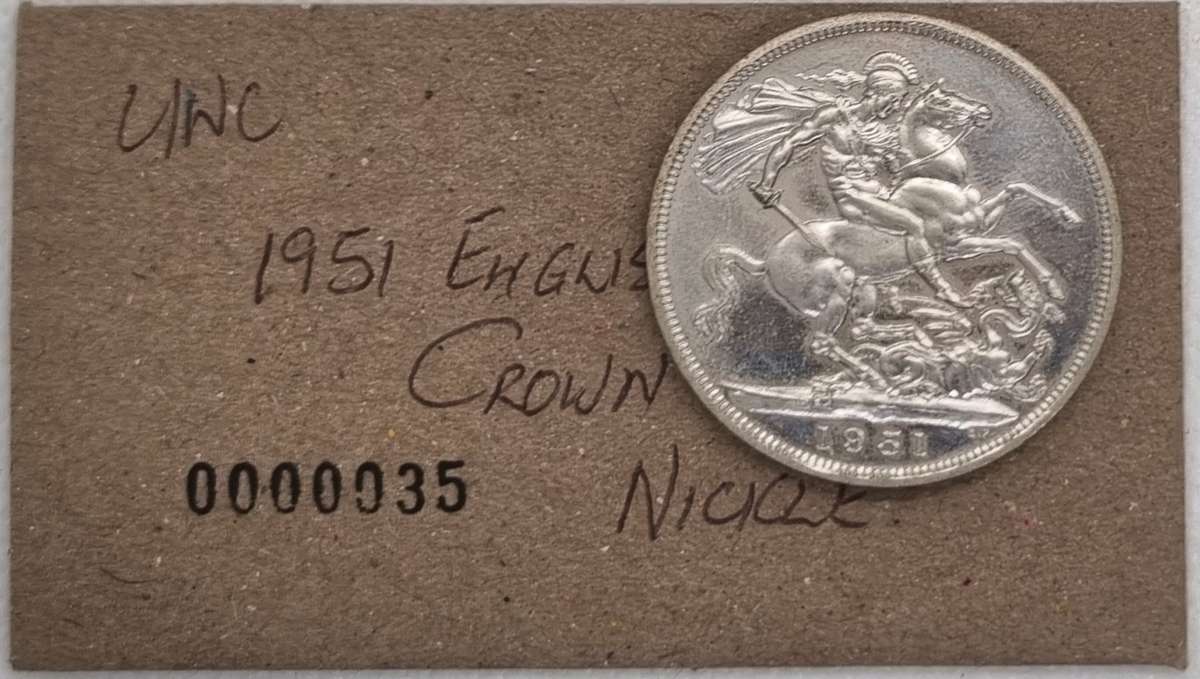 UNC
1951 ENGLIS
CROWN
0000035
NICKLE
1951